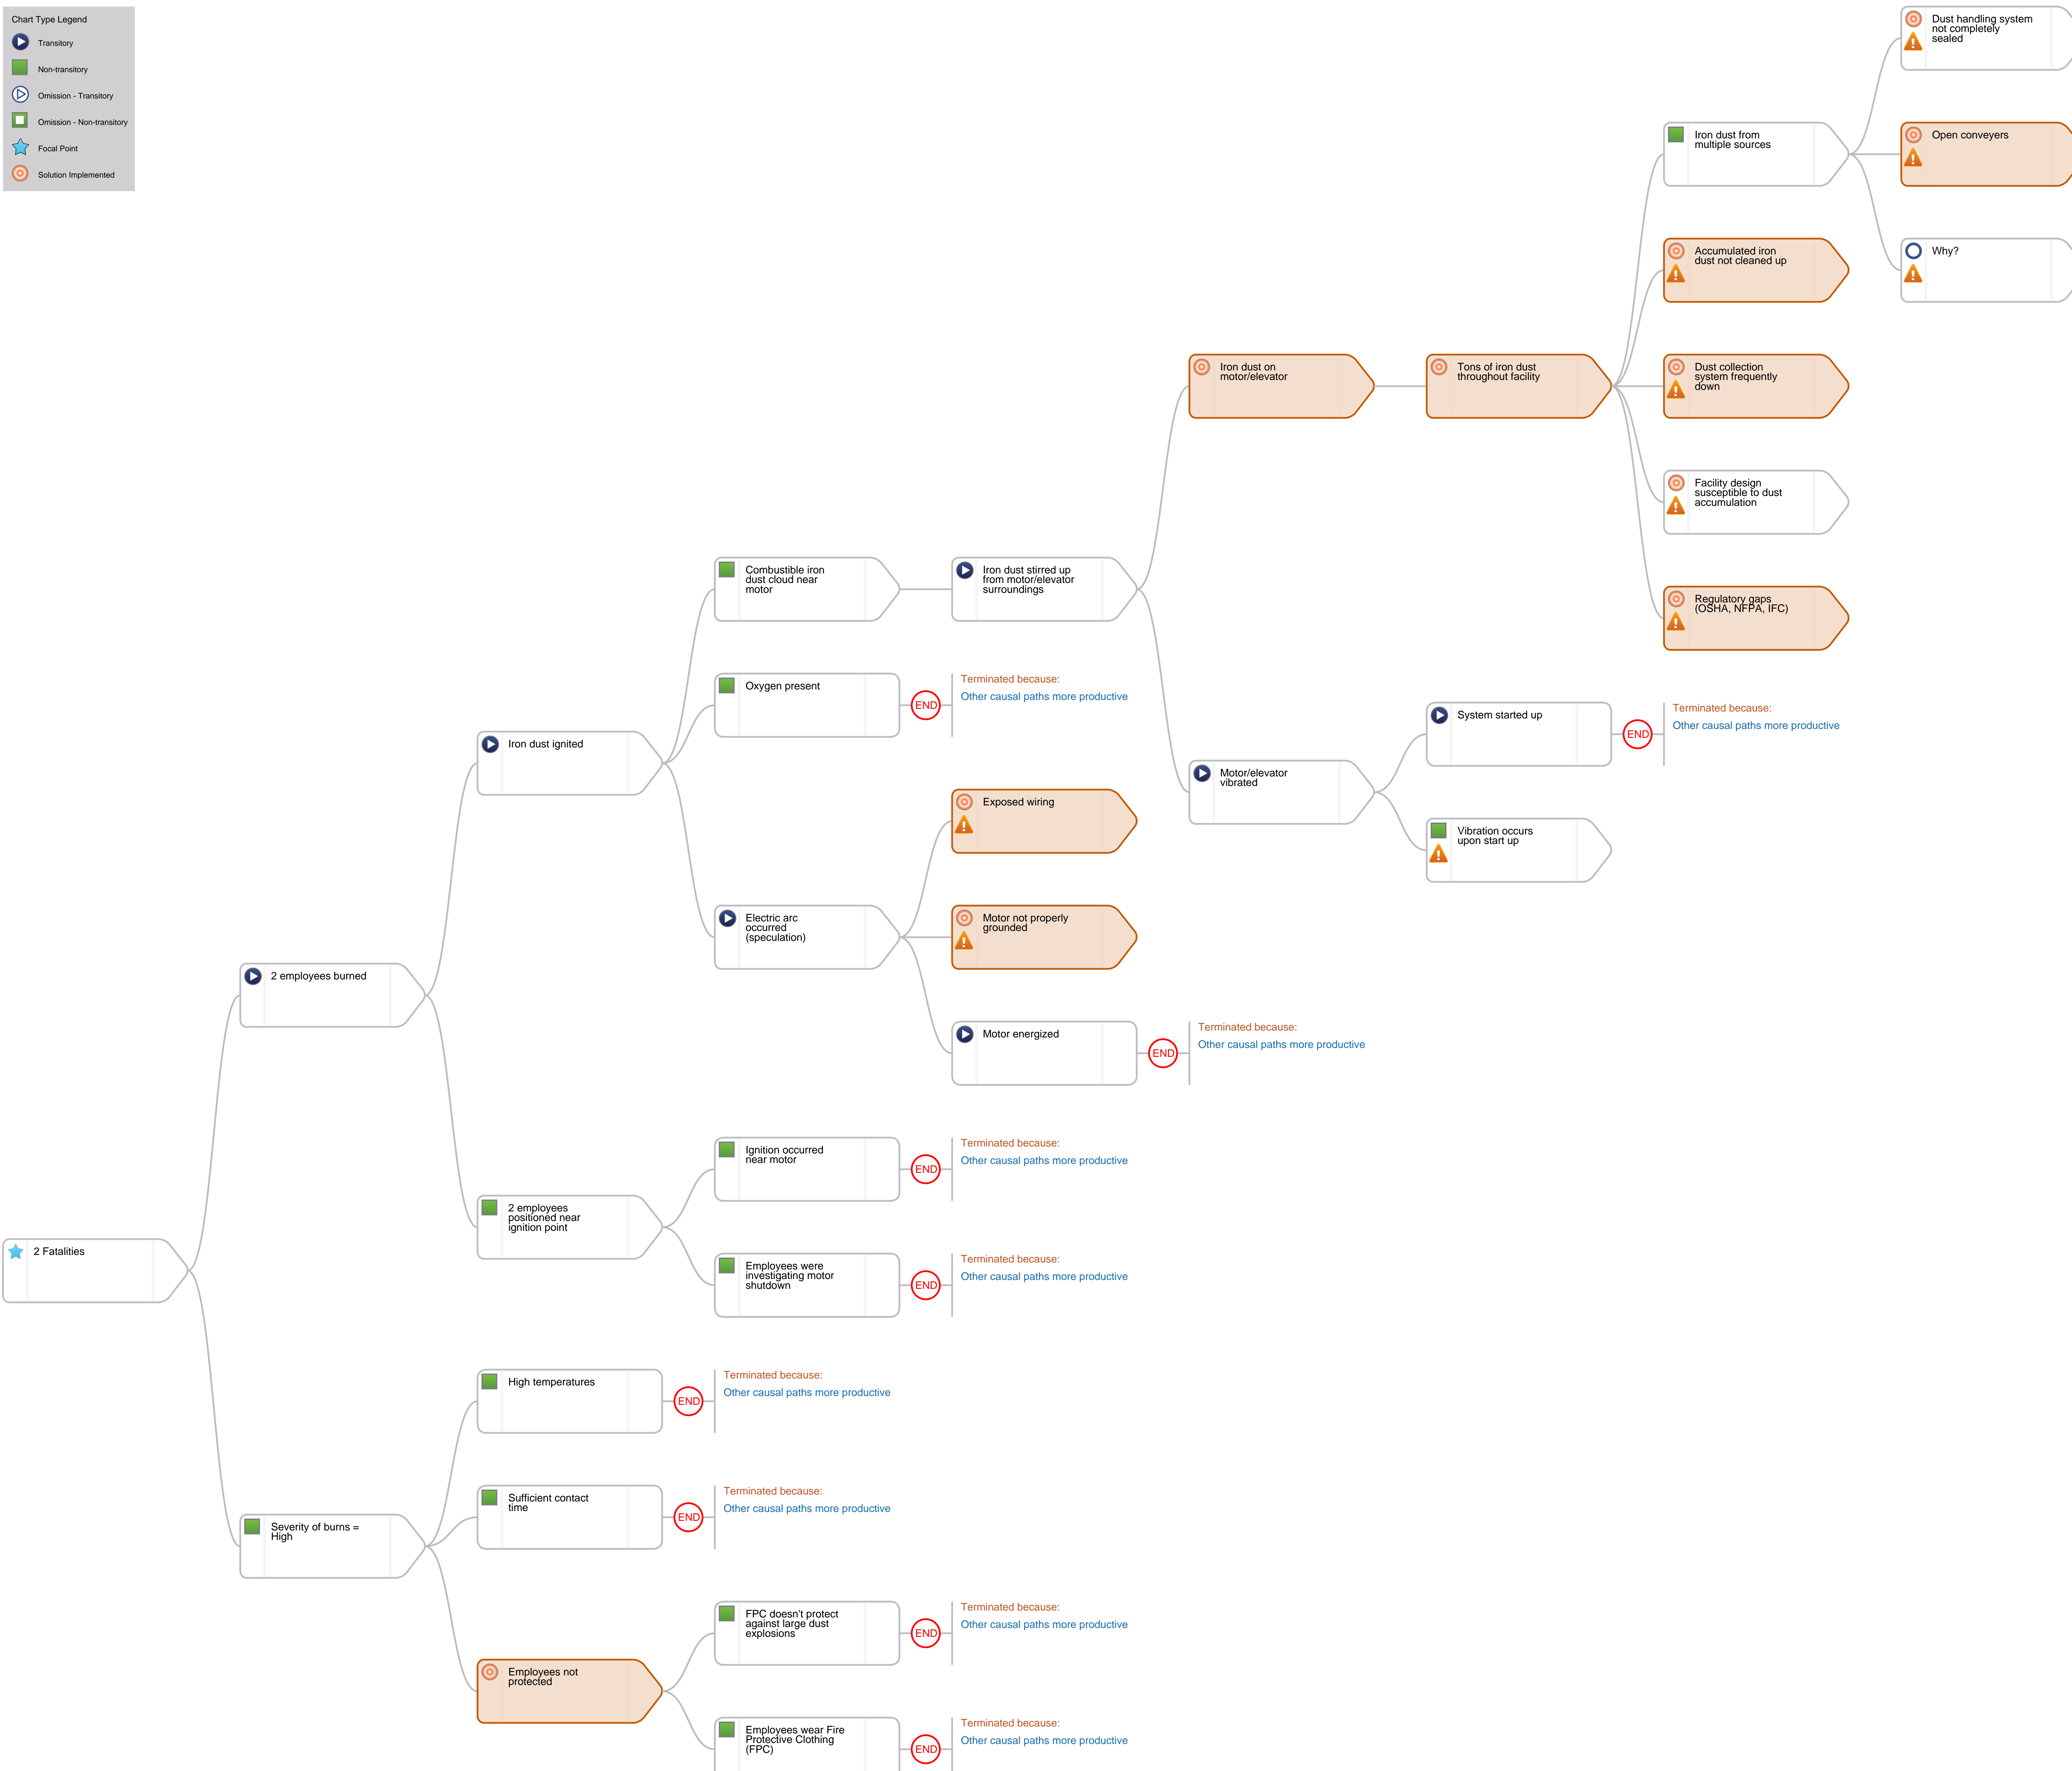 Chart Type Legend
Transitory
Non-transitory
Omission - Transitory
Omission - Non-transitory
Focal Point
Solution Implemented
Dust handling system
not completely
sealed
Iron dust from
multiple sources
Open conveyers
Accumulated iron
dust not cleaned up
Why?
Iron dust on
motor/elevator
Tons of iron dust
throughout facility
Dust collection
system frequently
down
Facility design
susceptible to dust
accumulation
Combustible iron
dust cloud near
motor
Iron dust stirred up
from motor/elevator
surroundings
Regulatory gaps
(OSHA, NFPA, IFC)
Oxygen present
END
Terminated because:
Other causal paths more productive
System started up
END
Terminated because:
Other causal paths more productive
Iron dust ignited
Motor/elevator
vibrated
Exposed wiring
Vibration occurs
upon start up
Electric arc
occurred
(speculation)
Motor not properly
grounded
2 employees burned
Motor energized
END
Terminated because:
Other causal paths more productive
Ignition occurred
near motor
END
Terminated because:
Other causal paths more productive
2 employees
positioned near
ignition point
2 Fatalities
Employees were
investigating motor
shutdown
END
Terminated because:
Other causal paths more productive
High temperatures
END
Terminated because:
Other causal paths more productive
Sufficient contact
time
END
Terminated because:
Other causal paths more productive
Severity of burns =
High
FPC doesn't protect
against large dust
explosions
END
Terminated because:
Other causal paths more productive
Employees not
protected
Employees wear Fire
Protective Clothing
(FPC)
END
Terminated because:
Other causal paths more productive